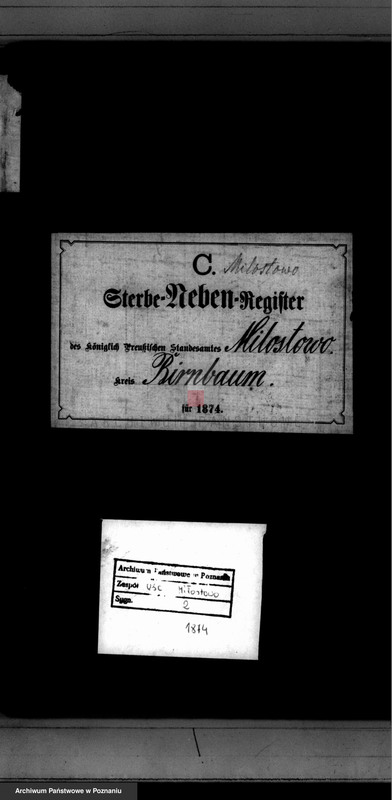 C. Milostowo
Sterbe-Neben-Register
des Königlich Preußischen Standesamtes Milostowo.
Kreis Birnbaum.
für 1874.
Archiwum Państwowe w Poznaniu
Zespół USC Miłostowo
Sygn. 2
1874
Archiwum Państwowe w Poznaniu